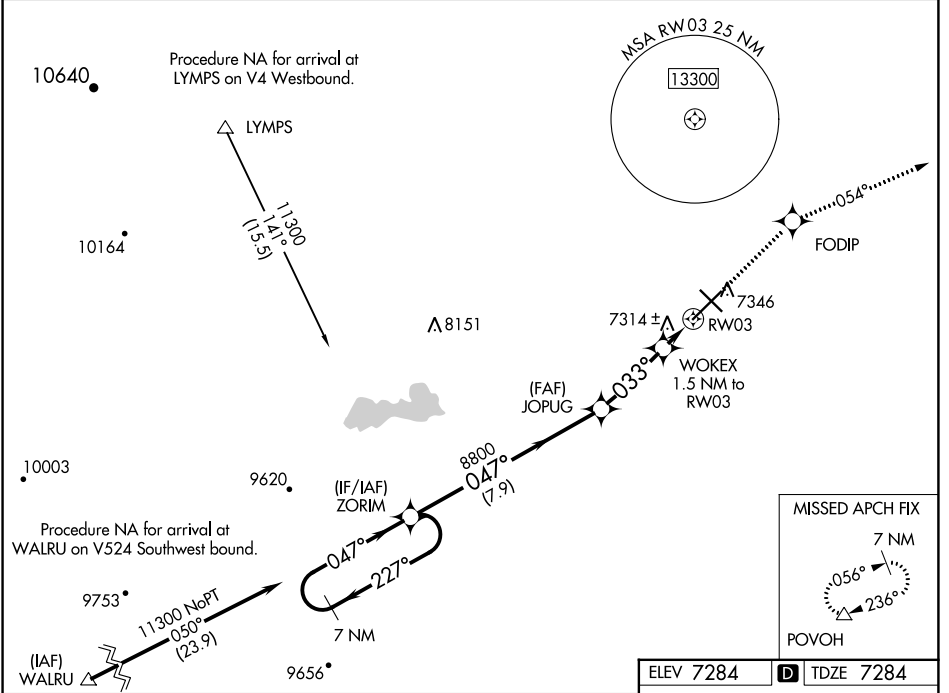 10640
Procedure NA for arrival at
LYMPS on V4 Westbound.
MSA RW03 25 NM
13300
LYMPS
11300
141°
(15.5)
10164
054°
FODIP
8151
7346
7314 ±
RW03
WOKEX
1.5 NM to
RW03
033°
(FAF)
JOPUG
8800
047°
(7.9)
10003
9620
(IF/IAF)
ZORIM
Procedure NA for arrival at
WALRU on V524 Southwest bound.
047°
227°
7 NM
9753
11300 NoPT
050°
(23.9)
(IAF)
WALRU
9656
MISSED APCH FIX
7 NM
056°
236°
POVOH
ELEV 7284 D TDZE 7284